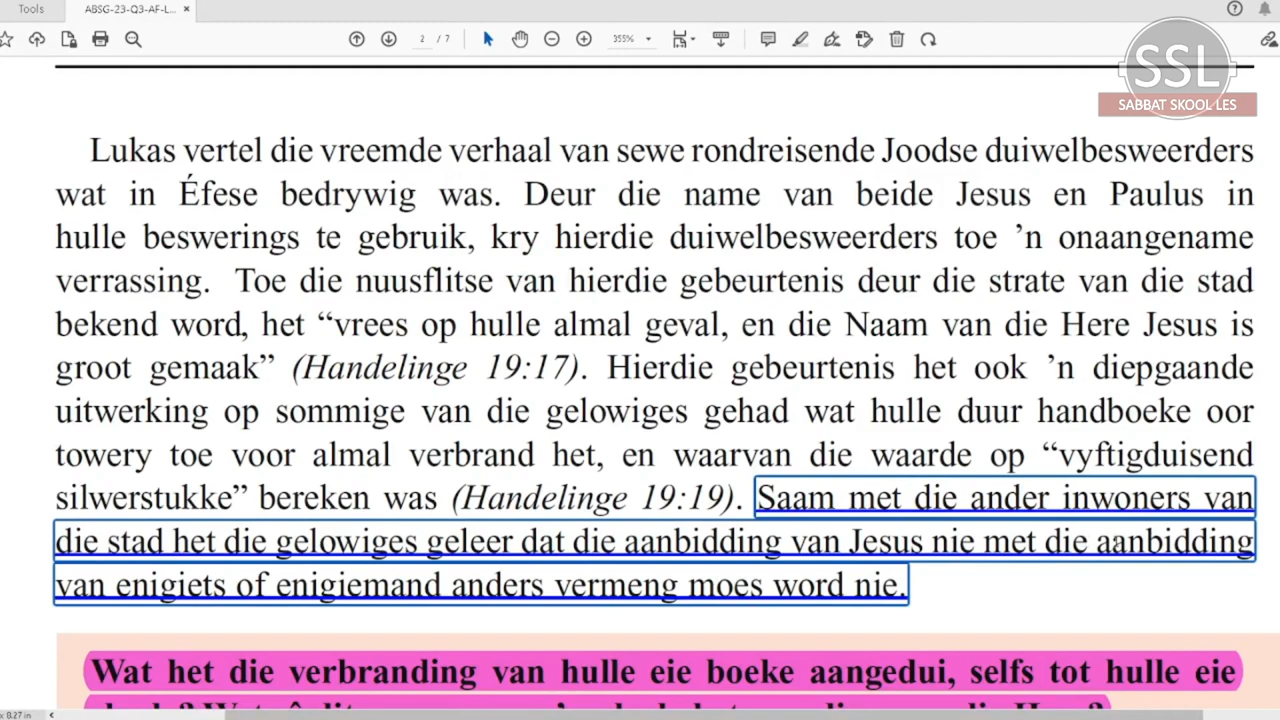 Tools
ABSG-23-Q3-AF-L...
2 / 7
355%
SSL
SABBAT SKOOL LES
Lukas vertel die vreemde verhaal van sewe rondreisende Joodse duiwelbesweerders
wat in Éfese bedrywig was. Deur die name van beide Jesus en Paulus in
hulle beswerings te gebruik, kry hierdie duiwelbesweerders toe ’n onaangename
verrassing. Toe die nuusflitse van hierdie gebeurtenis deur die strate van die stad
bekend word, het “vrees op hulle almal geval, en die Naam van die Here Jesus is
groot gemaak” (Handelinge 19:17). Hierdie gebeurtenis het ook ’n diepgaande
uitwerking op sommige van die gelowiges gehad wat hulle duur handboeke oor
towery toe voor almal verbrand het, en waarvan die waarde op “vyftigduisend
silwerstukke” bereken was (Handelinge 19:19). Saam met die ander inwoners van
die stad het die gelowiges geleer dat die aanbidding van Jesus nie met die aanbidding
van enigiets of enigiemand anders vermeng moes word nie.
Wat het die verbranding van hulle eie boeke aangedui, selfs tot hulle eie
x 8.27 in